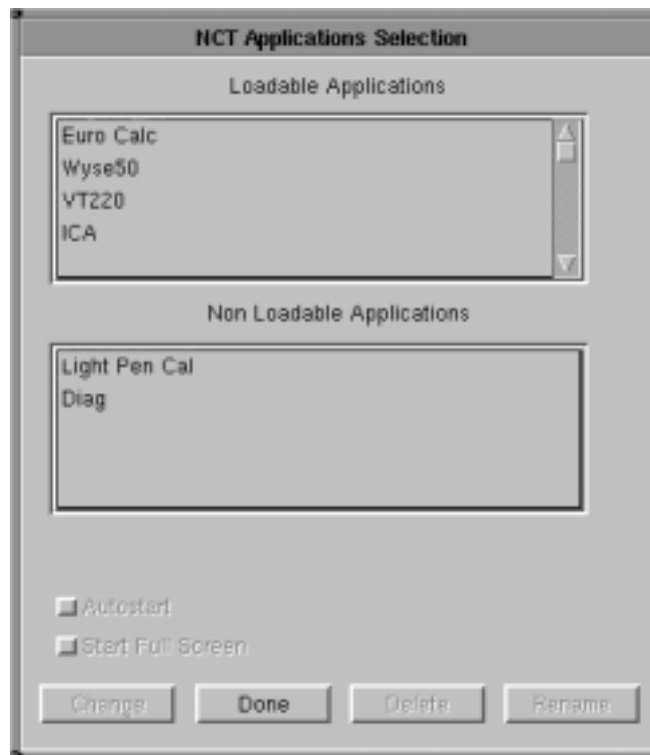 NCT Applications Selection
Loadable Applications
Euro Calc
Wyse50
VT220
ICA
Non Loadable Applications
Light Pen Cal
Diag
Autostart
Start Full Screen
Change
Done
Delete
Rename